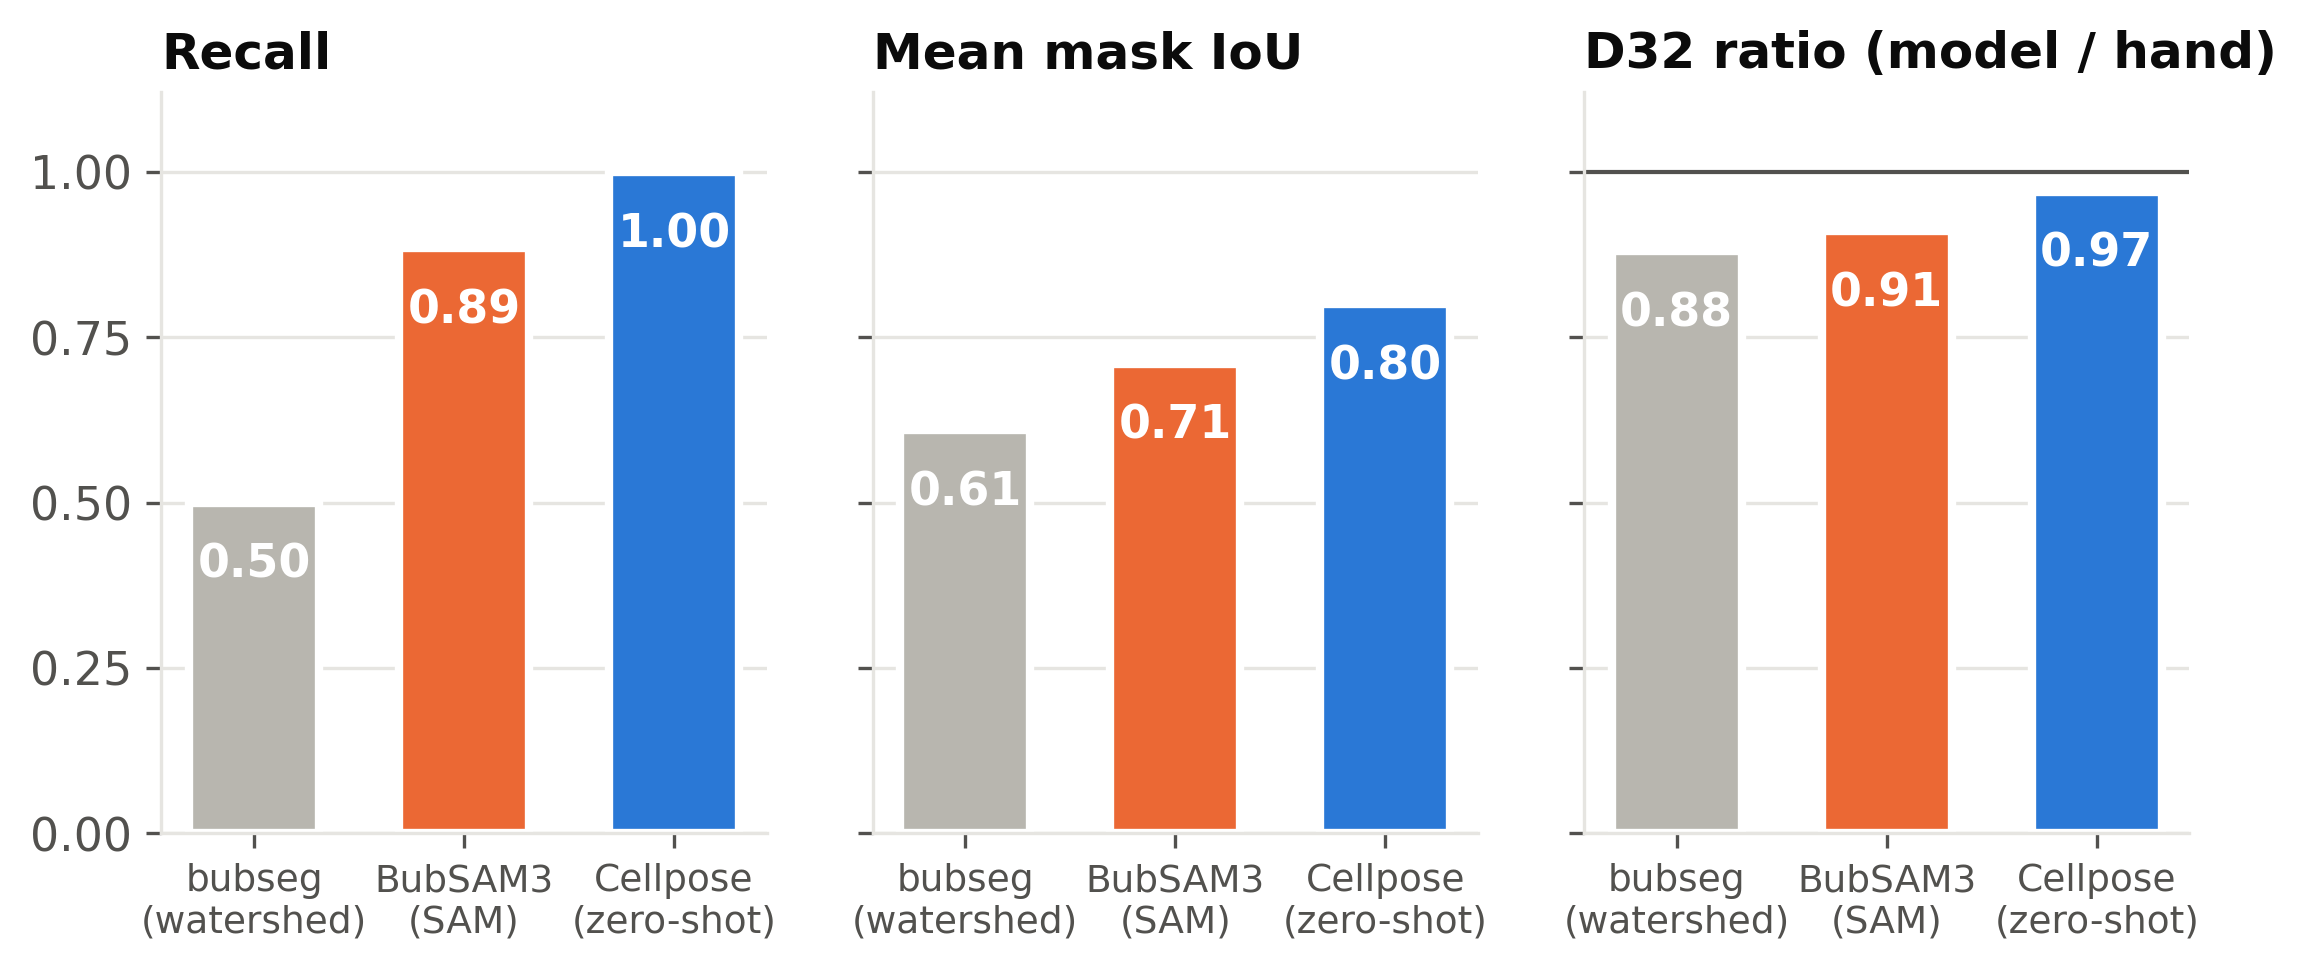 Recall
Mean mask IoU
D32 ratio (model / hand)
1.00
0.75
0.50
0.25
0.00
0.50
0.89
1.00
0.61
0.71
0.80
0.88
0.91
0.97
bubseg
(watershed)
BubSAM3
(SAM)
Cellpose
(zero-shot)
bubseg
(watershed)
BubSAM3
(SAM)
Cellpose
(zero-shot)
bubseg
(watershed)
BubSAM3
(SAM)
Cellpose
(zero-shot)